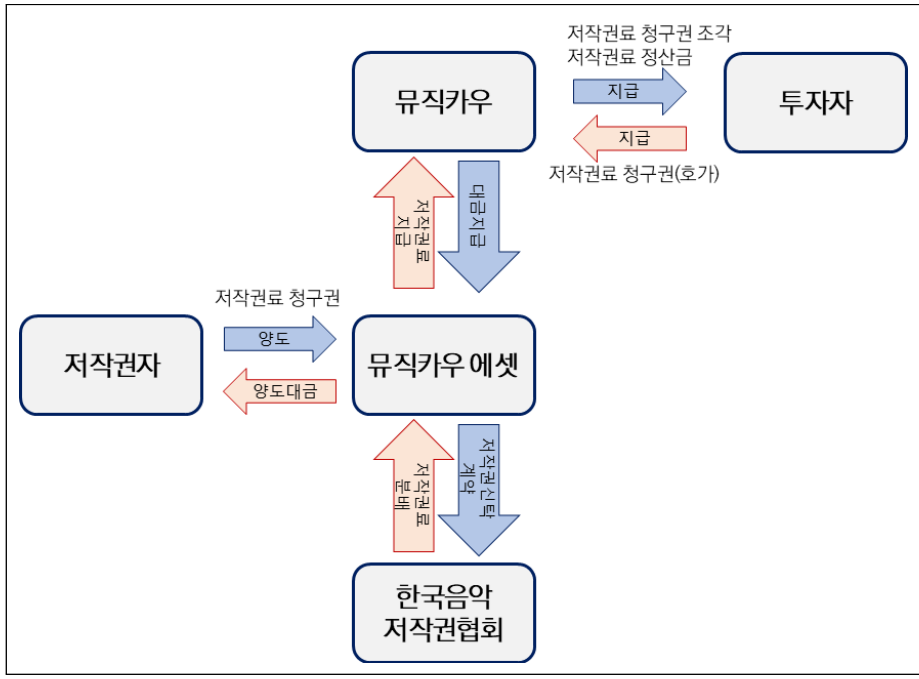 저작권료 청구권 조각
저작권료 정산금
뮤직카우
지급
투자자
지급
저작권료 청구권(호가)
저작권료
지급
대금지급
저작권료 청구권
저작권자
양도
뮤직카우 에셋
양도대금
저작권료
분배
저작권신탁
계약
한국음악
저작권협회